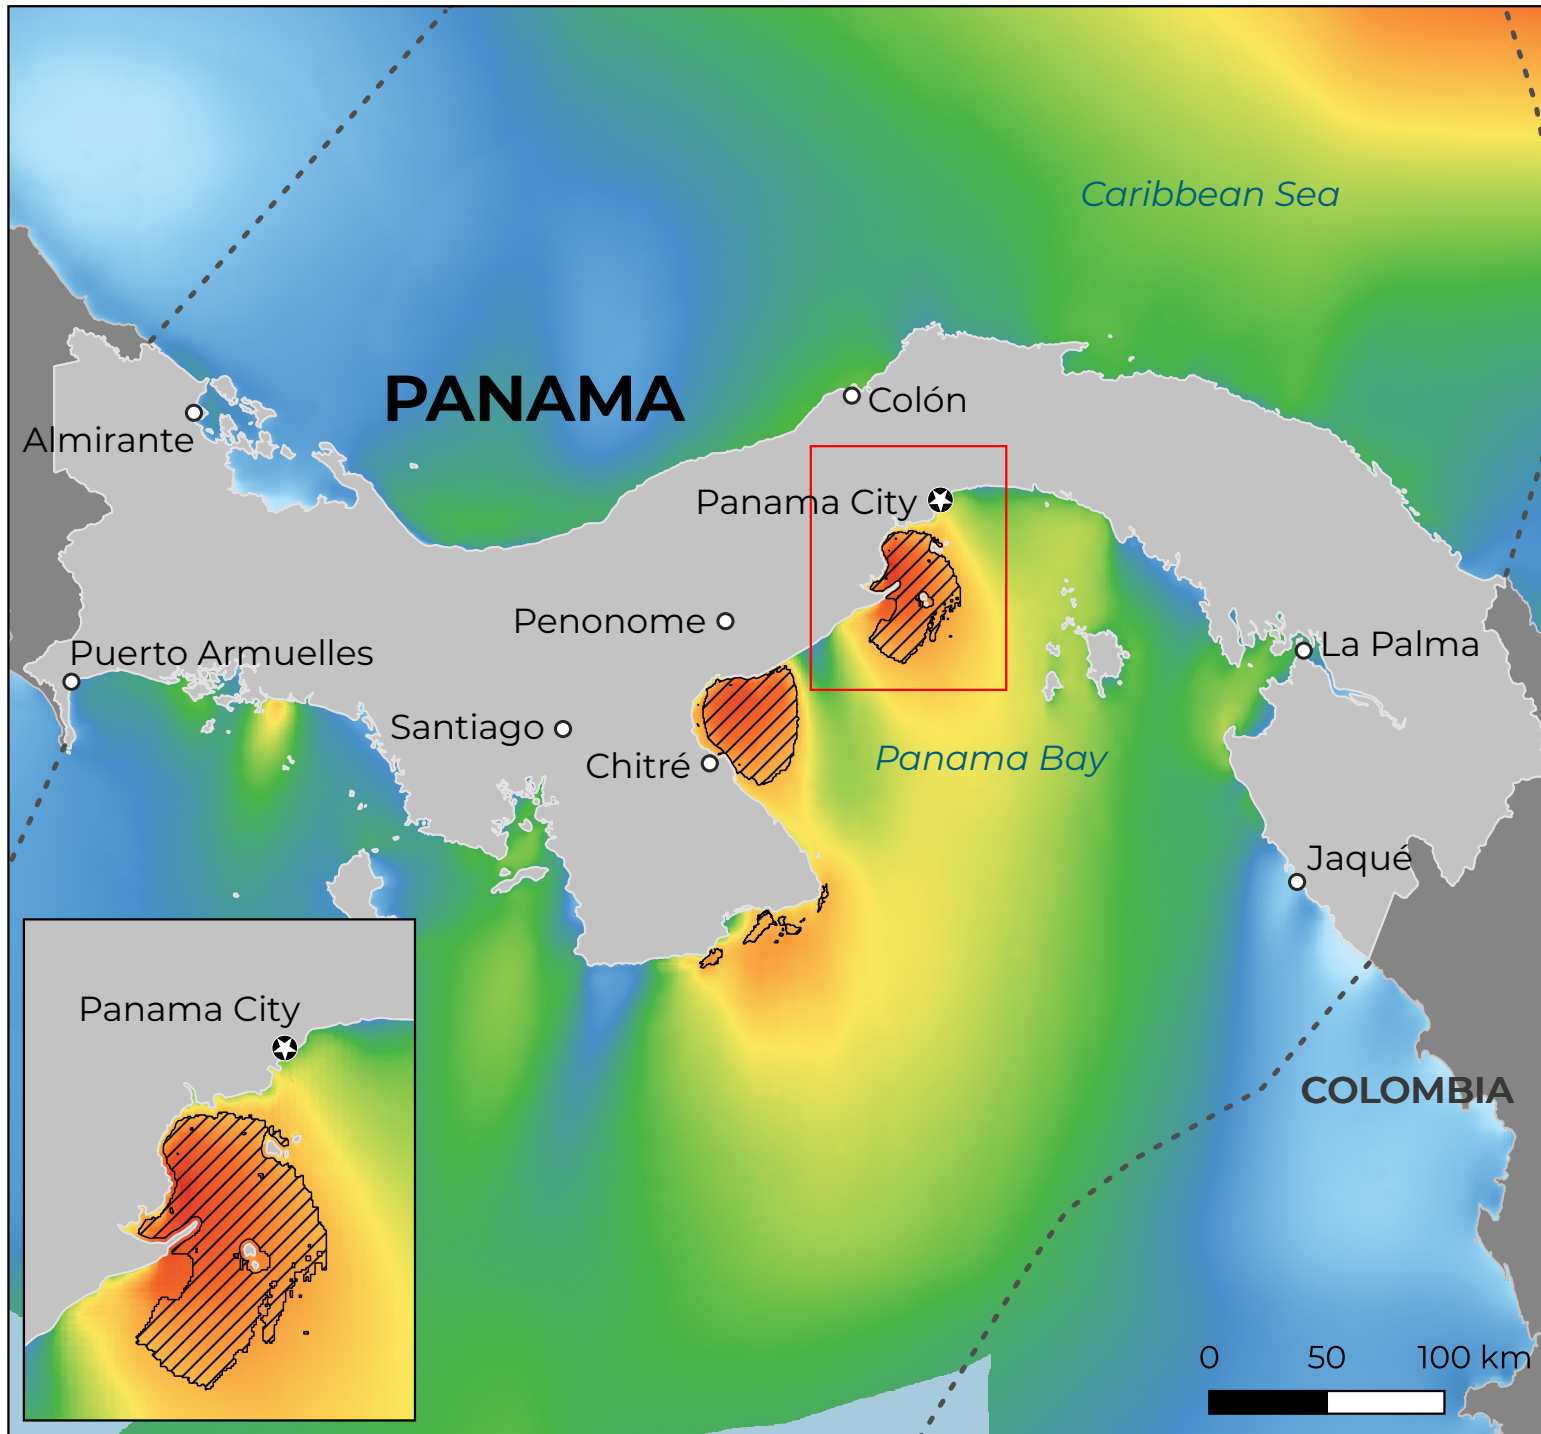 Caribbean Sea
PANAMA
Colón
Almirante
Panama City
Penonome
Puerto Armuelles
La Palma
Santiago
Chitré
Panama Bay
Jaqué
Panama City
COLOMBIA
0 50 100 km